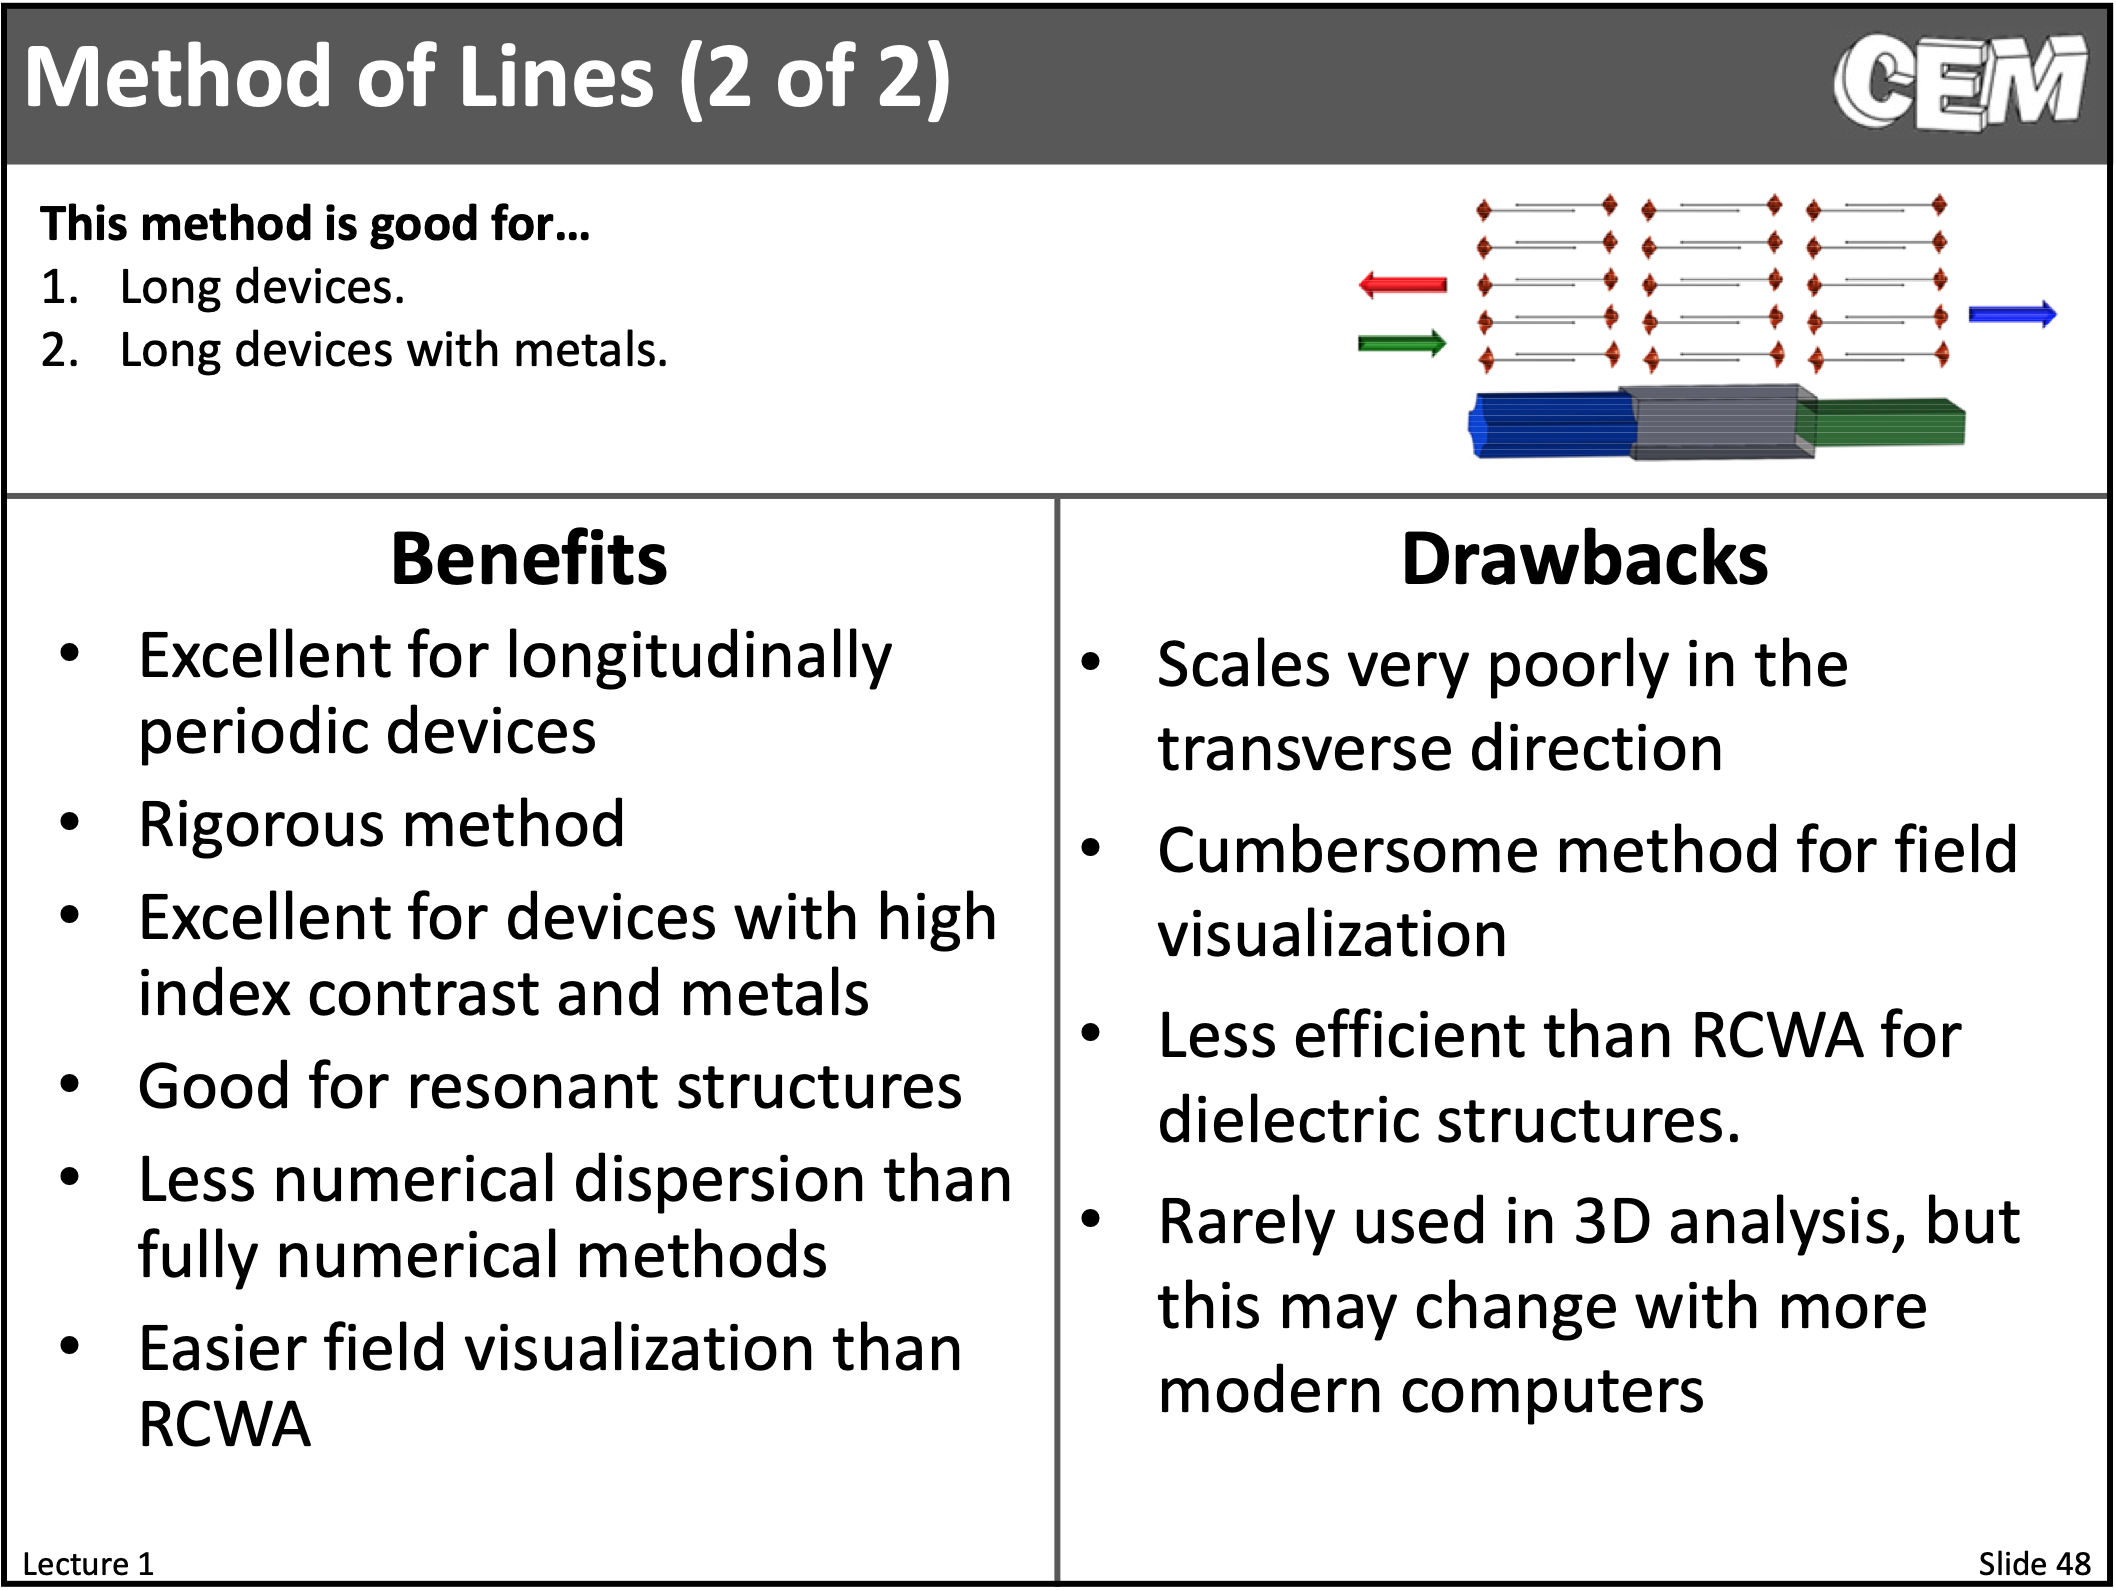 Method of Lines (2 of 2)
CEM
This method is good for…
1. Long devices.
2. Long devices with metals.
Benefits
• Excellent for longitudinally
periodic devices
• Rigorous method
• Excellent for devices with high
index contrast and metals
• Good for resonant structures
• Less numerical dispersion than
fully numerical methods
• Easier field visualization than
RCWA
Drawbacks
• Scales very poorly in the
transverse direction
• Cumbersome method for field
visualization
• Less efficient than RCWA for
dielectric structures.
• Rarely used in 3D analysis, but
this may change with more
modern computers
Lecture 1
Slide 48